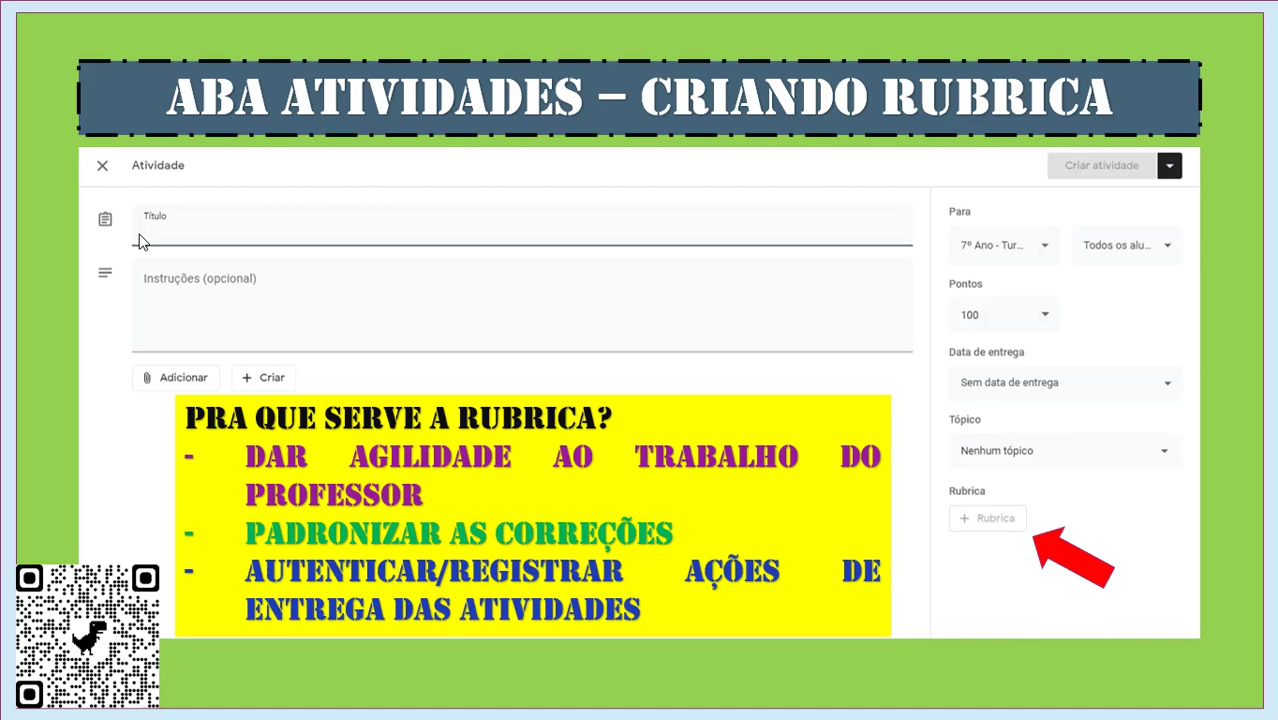 ABA ATIVIDADES – CRIANDO RUBRICA
Atividade
Criar atividade
Título
Instruções (opcional)
Adicionar
+ Criar
Para
7º Ano - Tur...
Todos os alu...
Pontos
100
Data de entrega
Sem data de entrega
Tópico
Nenhum tópico
Rubrica
+ Rubrica
PRA QUE SERVE A RUBRICA?
- DAR AGILIDADE AO TRABALHO DO
PROFESSOR
- PADRONIZAR AS CORREÇÕES
- AUTENTICAR/REGISTRAR AÇÕES DE
ENTREGA DAS ATIVIDADES